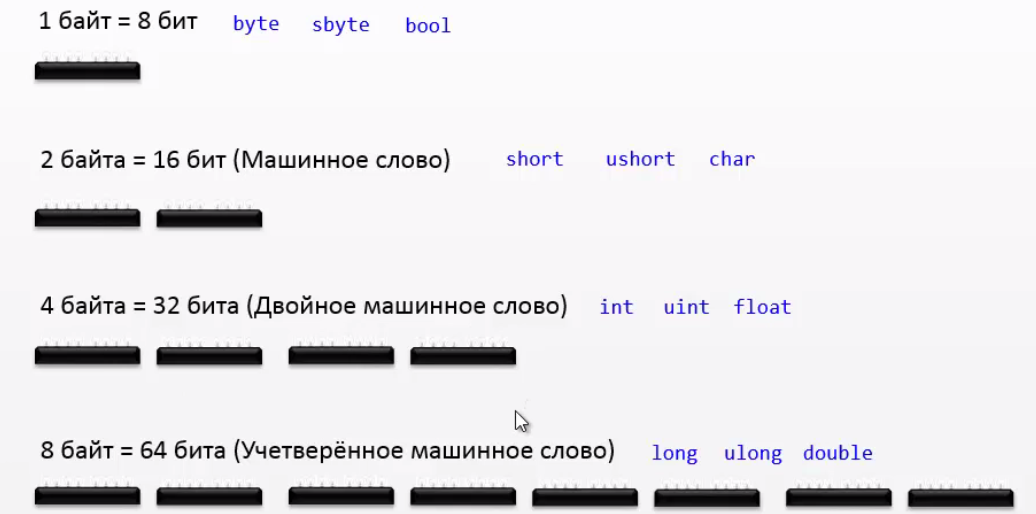 1 байт = 8 бит byte sbyte bool
2 байта = 16 бит (Машинное слово) short ushort char
4 байта = 32 бита (Двойное машинное слово) int uint float
8 байт = 64 бита (Учетверённое машинное слово) long ulong double